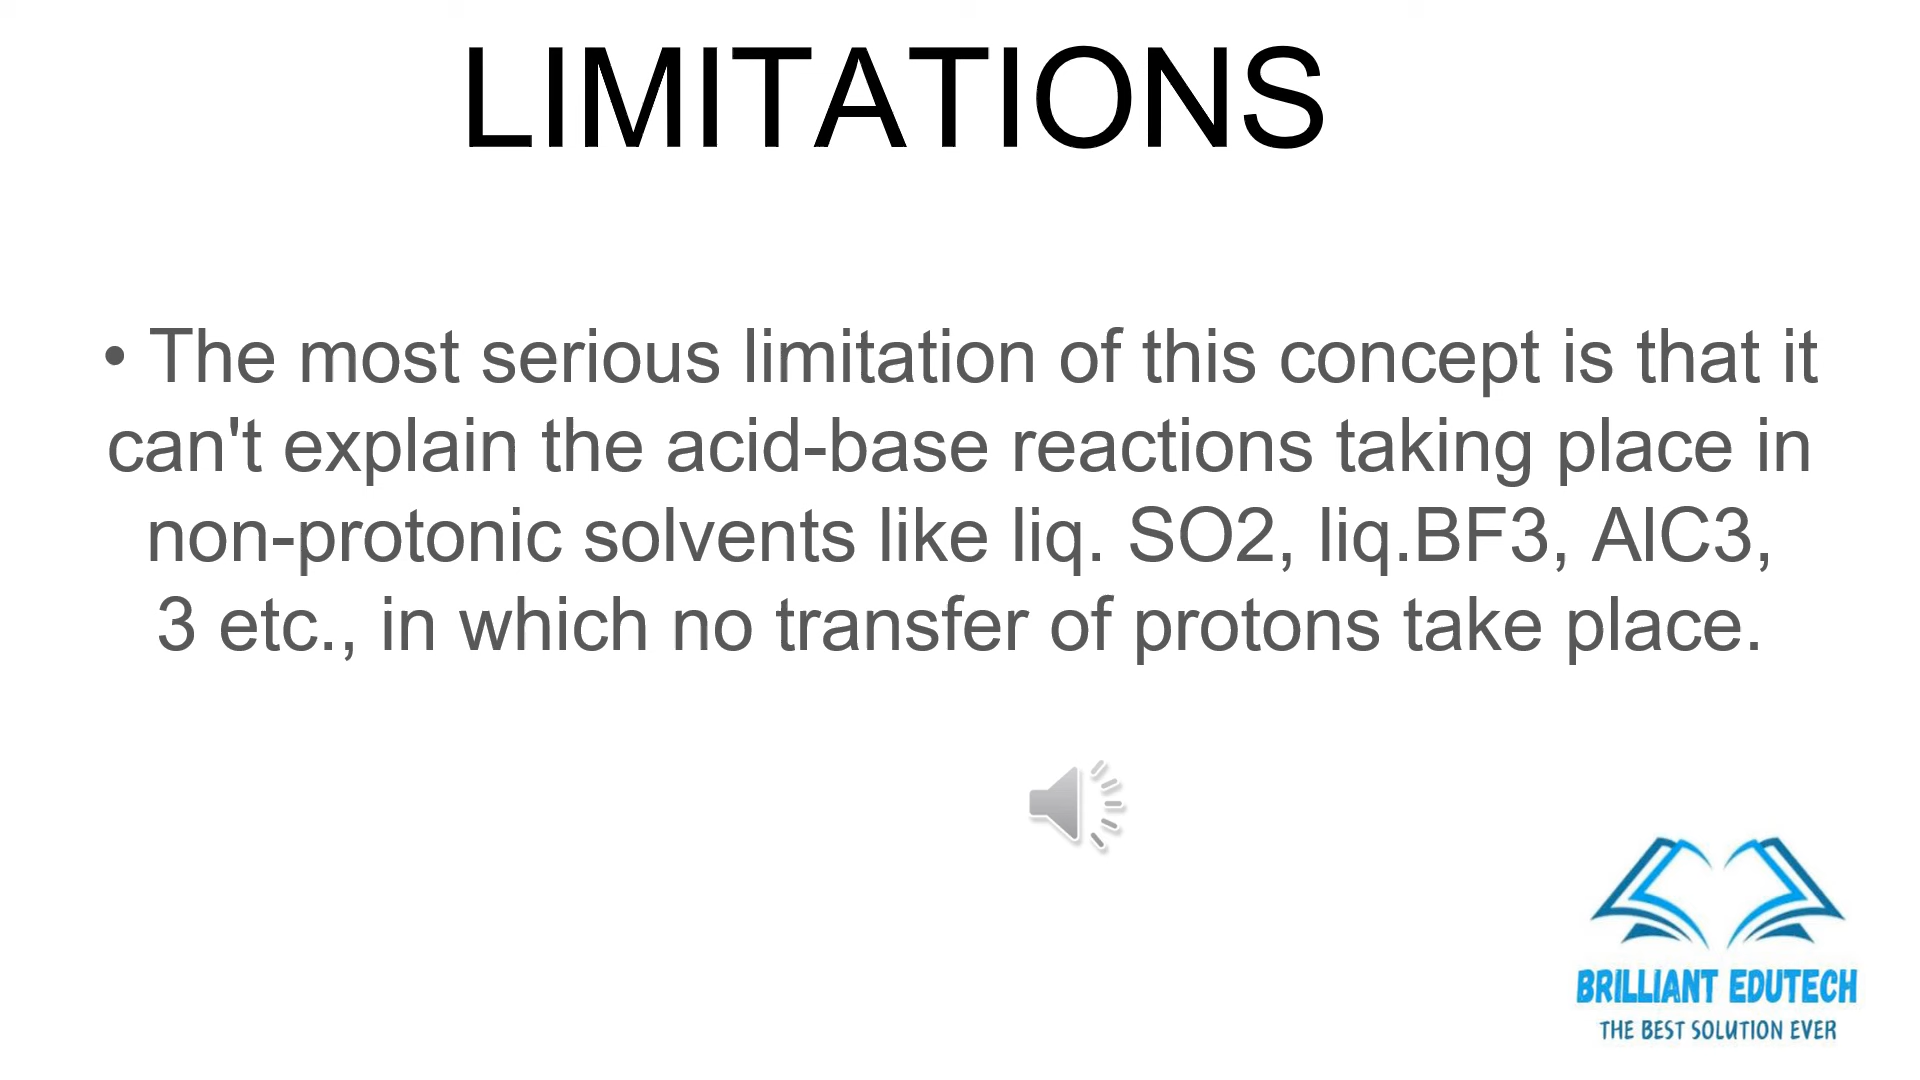 LIMITATIONS
• The most serious limitation of this concept is that it
can't explain the acid-base reactions taking place in
non-protonic solvents like liq. SO2, liq.BF3, AlC3,
3 etc., in which no transfer of protons take place.
BRILLIANT EDUTECH
THE BEST SOLUTION EVER